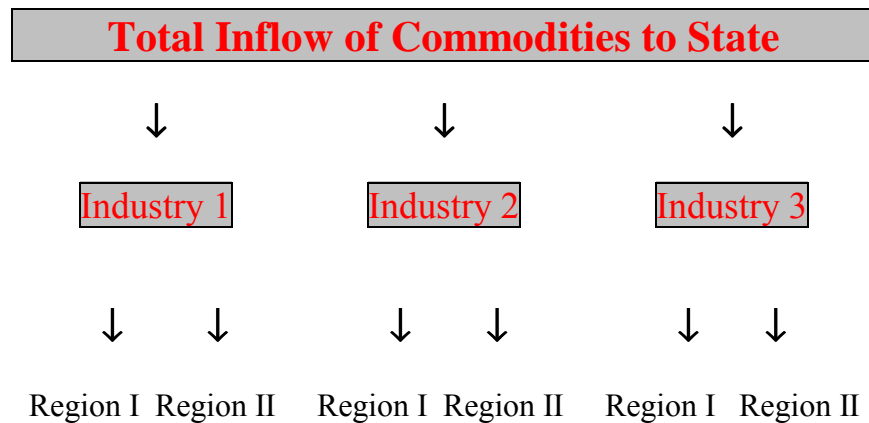 Total Inflow of Commodities to State
Industry 1 Industry 2 Industry 3
Region I Region II Region I Region II Region I Region II